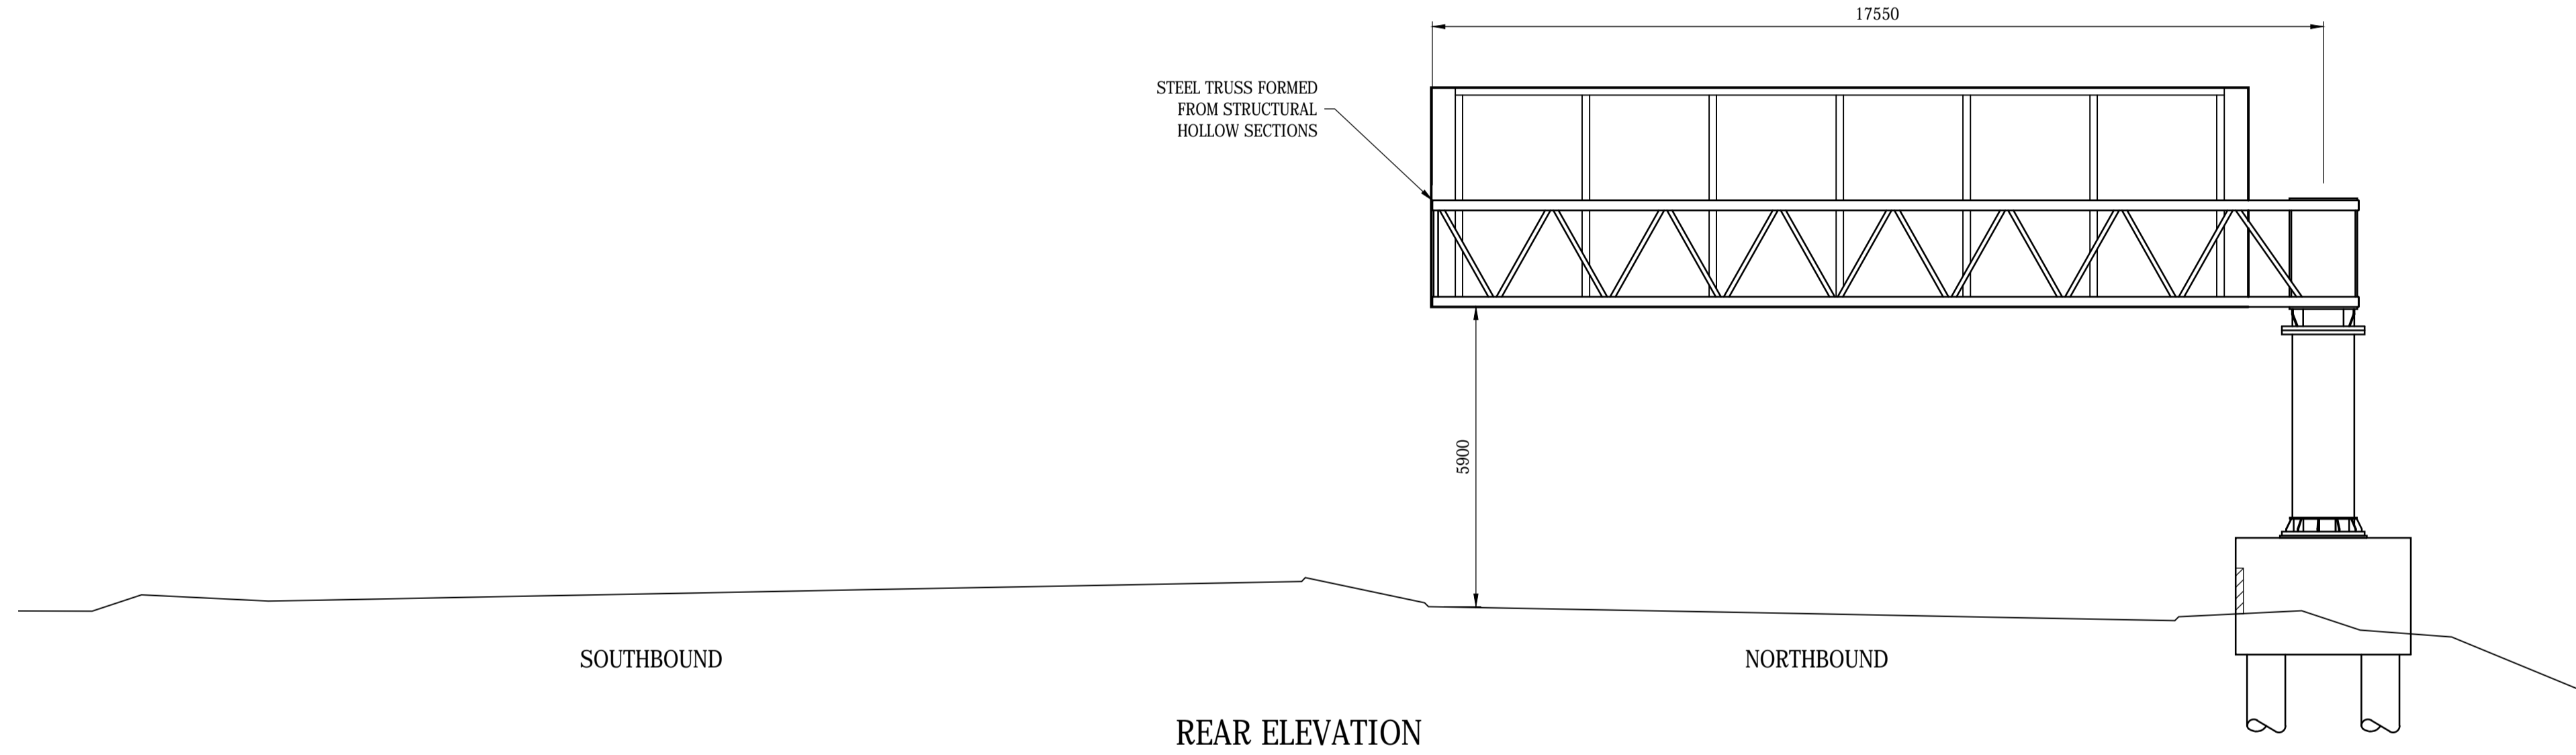 17550
STEEL TRUSS FORMED
FROM STRUCTURAL
HOLLOW SECTIONS
5900
SOUTHBOUND
NORTHBOUND
REAR ELEVATION